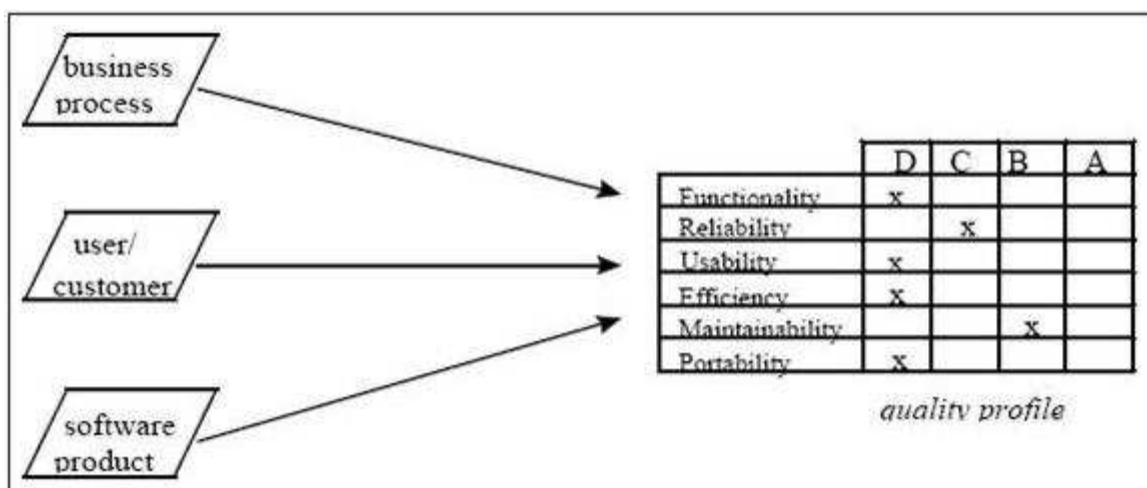 business
process
user/
customer
software
product
D C B A
Functionality x
Reliability x
Usability x
Efficiency x
Maintainability x
Portability x
quality profile